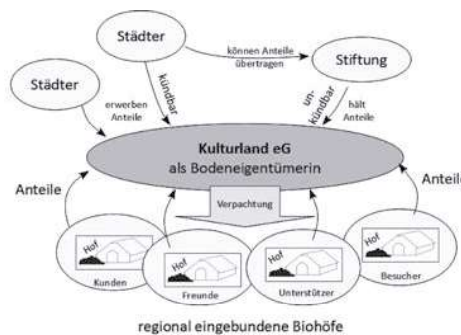 Städter
können Anteile
übertragen
Stiftung
Städter
kündbar
un-
kündbar
erwerben
Anteile
hält
Anteile
Kulturland eG
als Bodeneigentümerin
Anteile
Anteile
Verpachtung
Hof
Kunden
Hof
Freunde
Hof
Unterstützer
Hof
Besucher
regional eingebundene Biohöfe